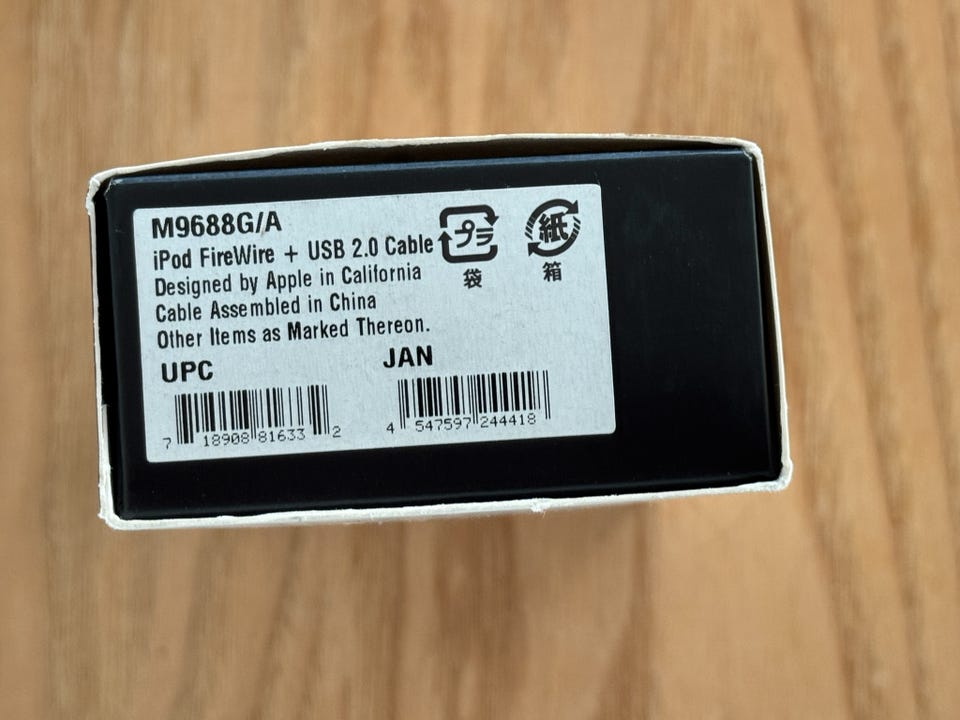 M9688G/A
iPod FireWire + USB 2.0 Cable
Designed by Apple in California
Cable Assembled in China
Other Items as Marked Thereon.
プラ
袋
紙
箱
UPC
7 18908 81633 2
JAN
4 547597 244418